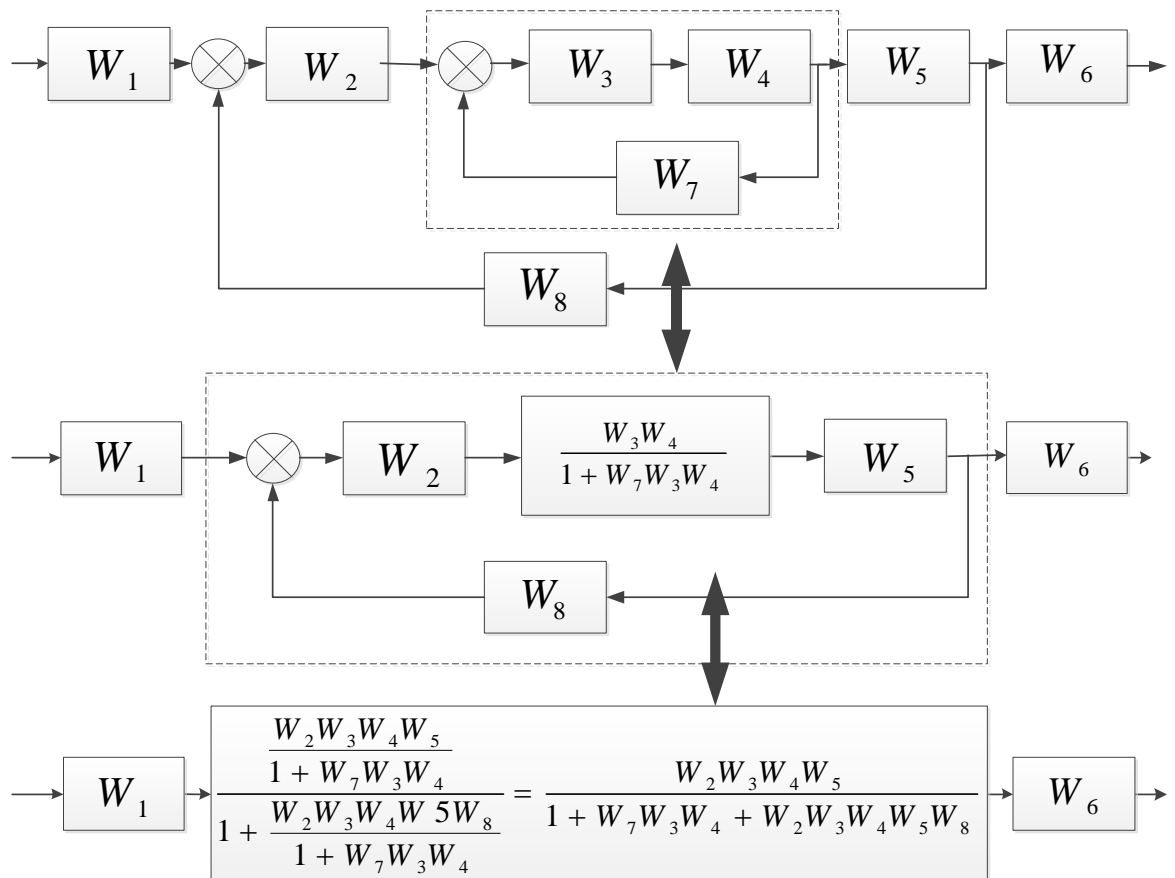 W₁
W₂
W₃
W₄
W₅
W₆
W₇
W₈
W₁
W₂
W₃W₄
1 + W₇W₃W₄
W₅
W₆
W₈
W₁
W₂W₃W₄W₅
1 + W₇W₃W₄
1 + W₂W₃W₄W 5W₈
1 + W₇W₃W₄
=
W₂W₃W₄W₅
1 + W₇W₃W₄ + W₂W₃W₄W₅W₈
W₆